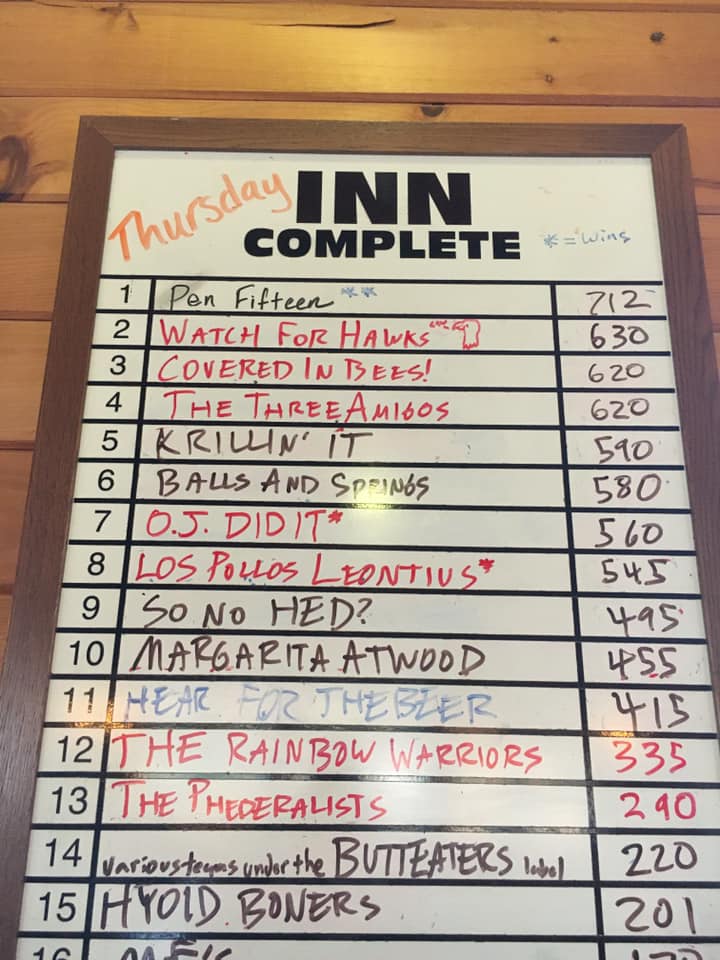 Thursday INN
COMPLETE * = Wins
1 Pen Fifteen ** 712
2 WATCH FOR HAWKS 630
3 COVERED IN BEES! 620
4 THE THREE AMIGOS 620
5 KRILLIN' IT 590
6 BALLS AND SPRINGS 580
7 O.J. DID IT* 560
8 LOS POLLOS LEONTIUS* 545
9 SO NO HED? 495
10 MARGARITA ATWOOD 455
11 HEAR FOR THE BEER 415
12 THE RAINBOW WARRIORS 335
13 THE PHEDERALISTS 290
14 various teams under the BUTTEATERS label 220
15 HYOID BONERS 201
16